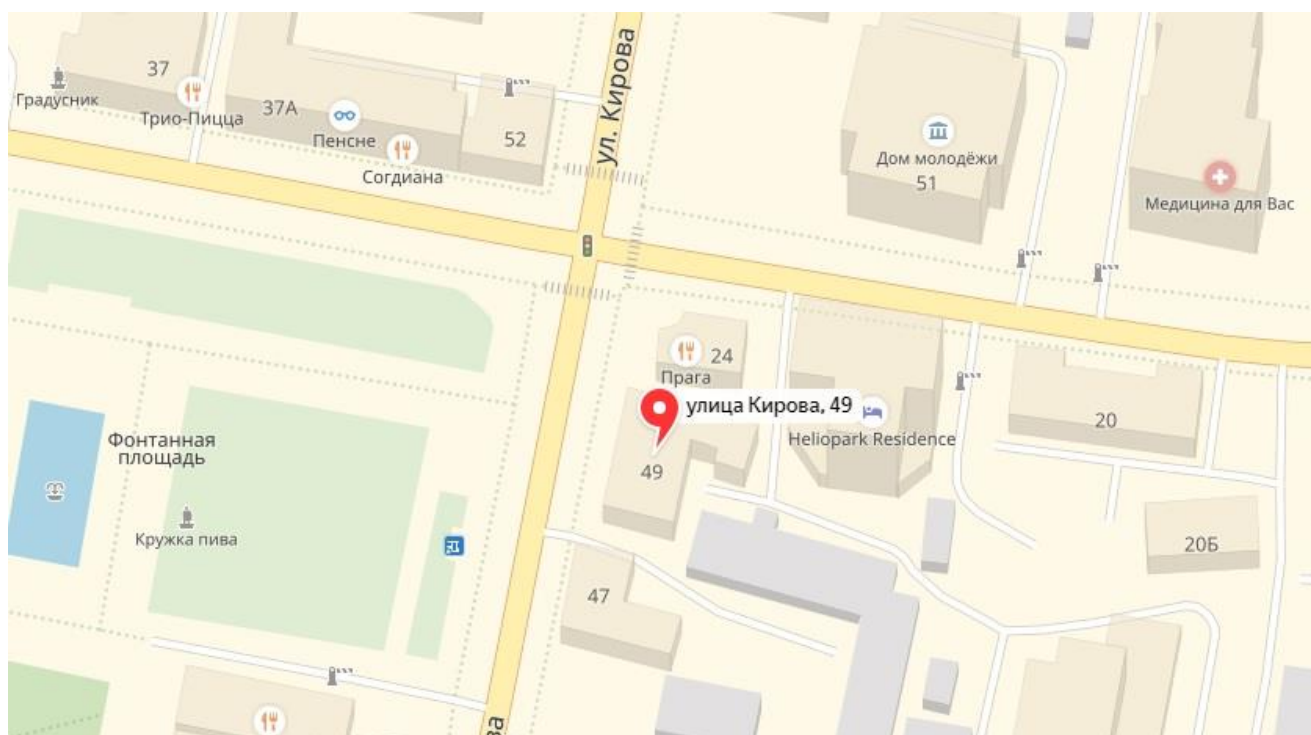 ул. Кирова
37
Градусник
Трио-Пицца
37А
Пенсне
52
Согдиана
Дом молодёжи
51
Медицина для Вас
24
Прага
улица Кирова, 49
Heliopark Residence
20
Фонтанная
площадь
49
Кружка пива
20Б
47
ва